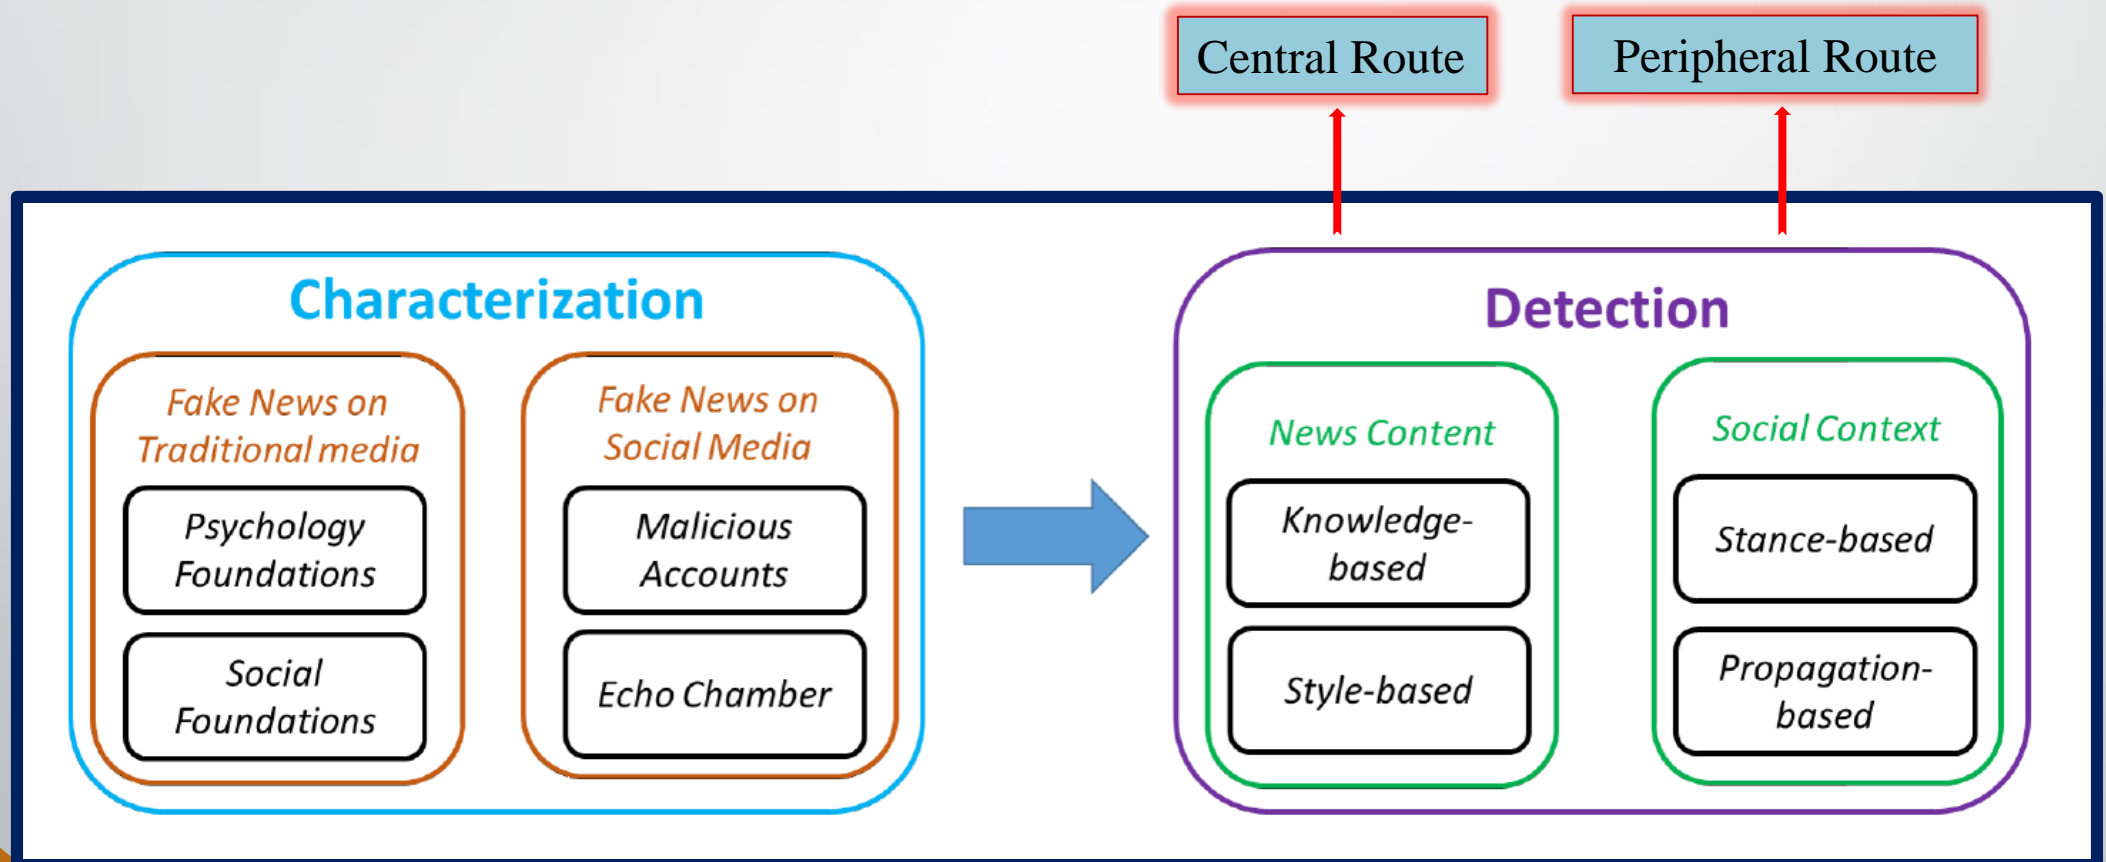 Central Route
Peripheral Route
Characterization
Fake News on
Traditional media
Psychology
Foundations
Social
Foundations
Fake News on
Social Media
Malicious
Accounts
Echo Chamber
Detection
News Content
Knowledge-
based
Style-based
Social Context
Stance-based
Propagation-
based